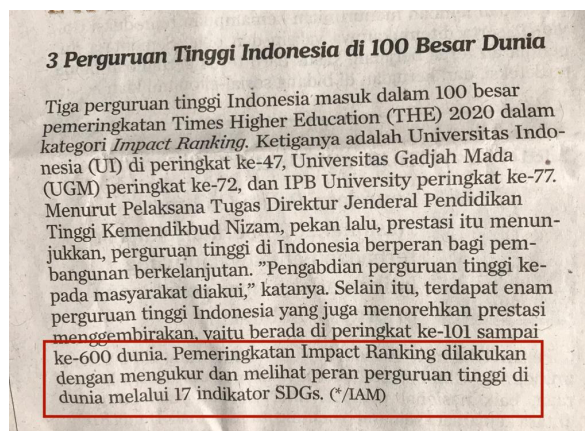 3 Perguruan Tinggi Indonesia di 100 Besar Dunia
Tiga perguruan tinggi Indonesia masuk dalam 100 besar
pemeringkatan Times Higher Education (THE) 2020 dalam
kategori Impact Ranking. Ketiganya adalah Universitas Indo-
nesia (UI) di peringkat ke-47, Universitas Gadjah Mada
(UGM) peringkat ke-72, dan IPB University peringkat ke-77.
Menurut Pelaksana Tugas Direktur Jenderal Pendidikan
Tinggi Kemendikbud Nizam, pekan lalu, prestasi itu menun-
jukkan, perguruan tinggi di Indonesia berperan bagi pem-
bangunan berkelanjutan. ”Pengabdian perguruan tinggi ke-
pada masyarakat diakui,” katanya. Selain itu, terdapat enam
perguruan tinggi Indonesia yang juga menorehkan prestasi
menggembirakan, yaitu berada di peringkat ke-101 sampai
ke-600 dunia. Pemeringkatan Impact Ranking dilakukan
dengan mengukur dan melihat peran perguruan tinggi di
dunia melalui 17 indikator SDGs. (*/IAM)